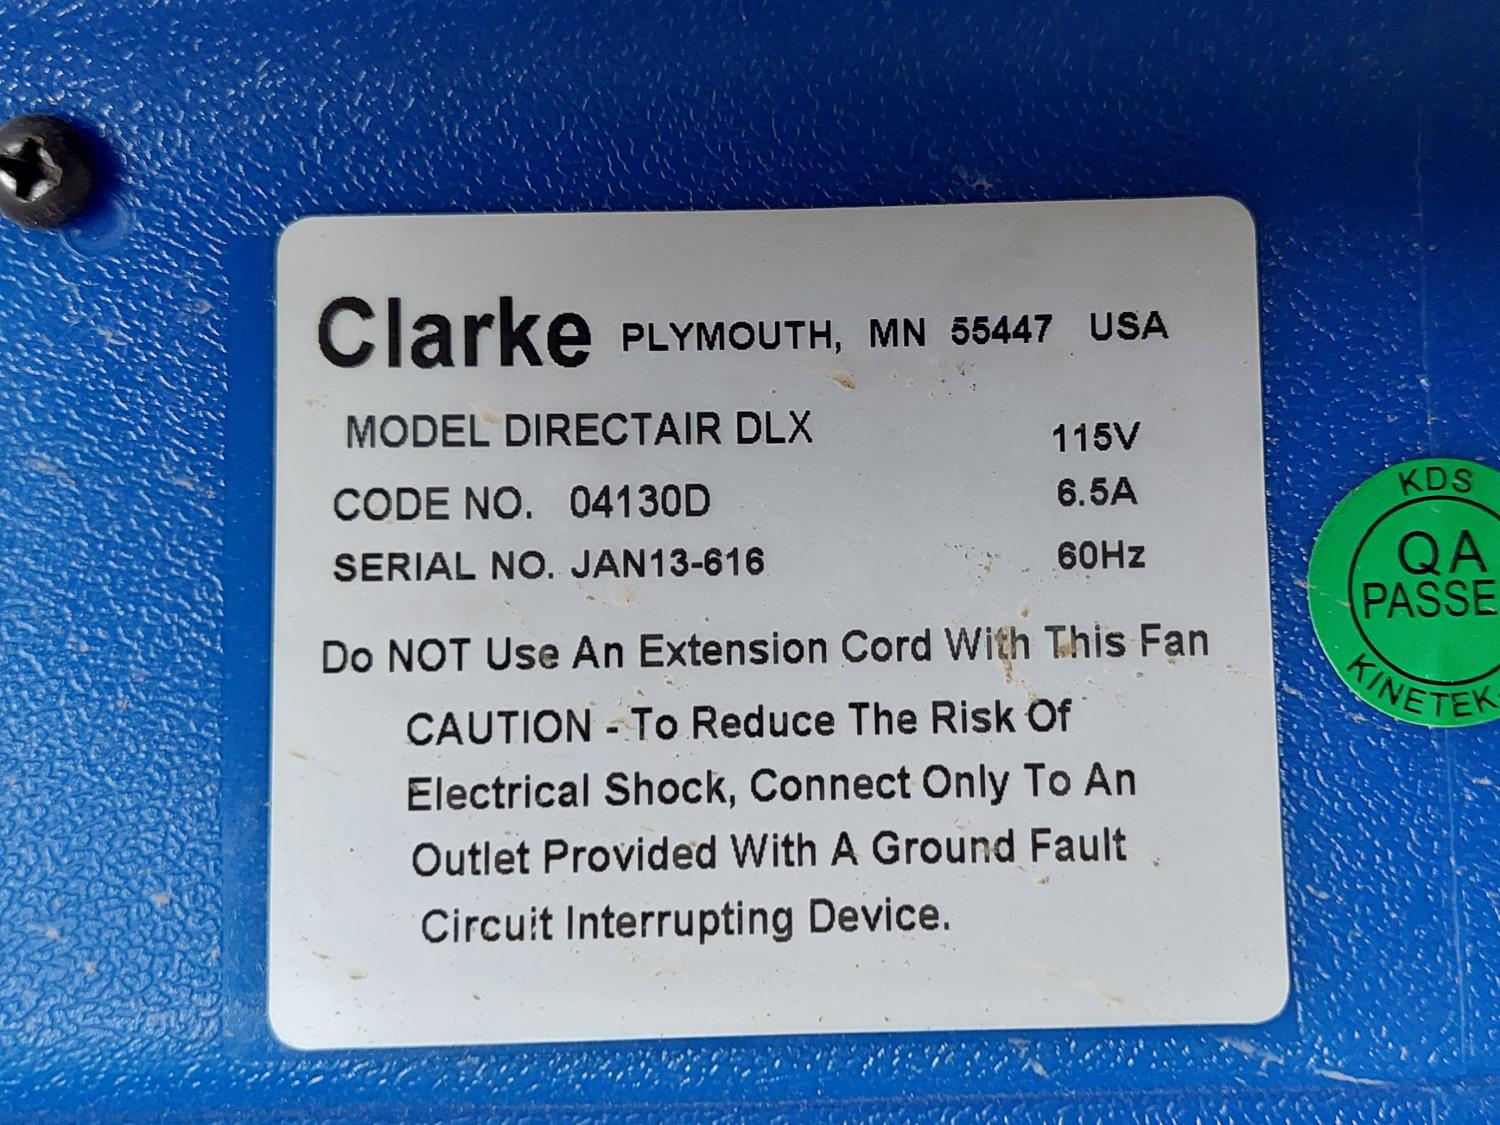 Clarke PLYMOUTH, MN 55447 USA
MODEL DIRECTAIR DLX 115V
CODE NO. 04130D 6.5A
SERIAL NO. JAN13-616 60Hz
Do NOT Use An Extension Cord With This Fan
CAUTION - To Reduce The Risk Of
Electrical Shock, Connect Only To An
Outlet Provided With A Ground Fault
Circuit Interrupting Device.
KDS
QA
PASSE
KINETEK